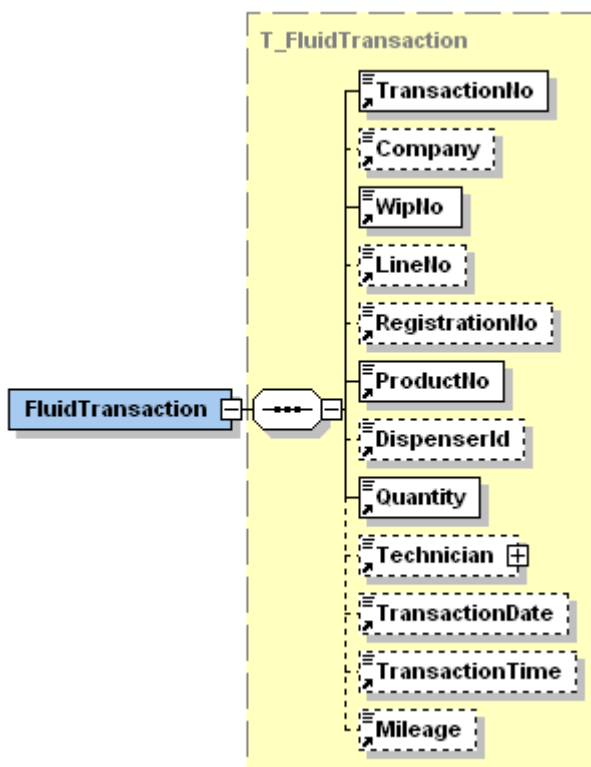 T_FluidTransaction
TransactionNo
Company
WipNo
LineNo
RegistrationNo
ProductNo
FluidTransaction
DispenserId
Quantity
Technician
TransactionDate
TransactionTime
Mileage